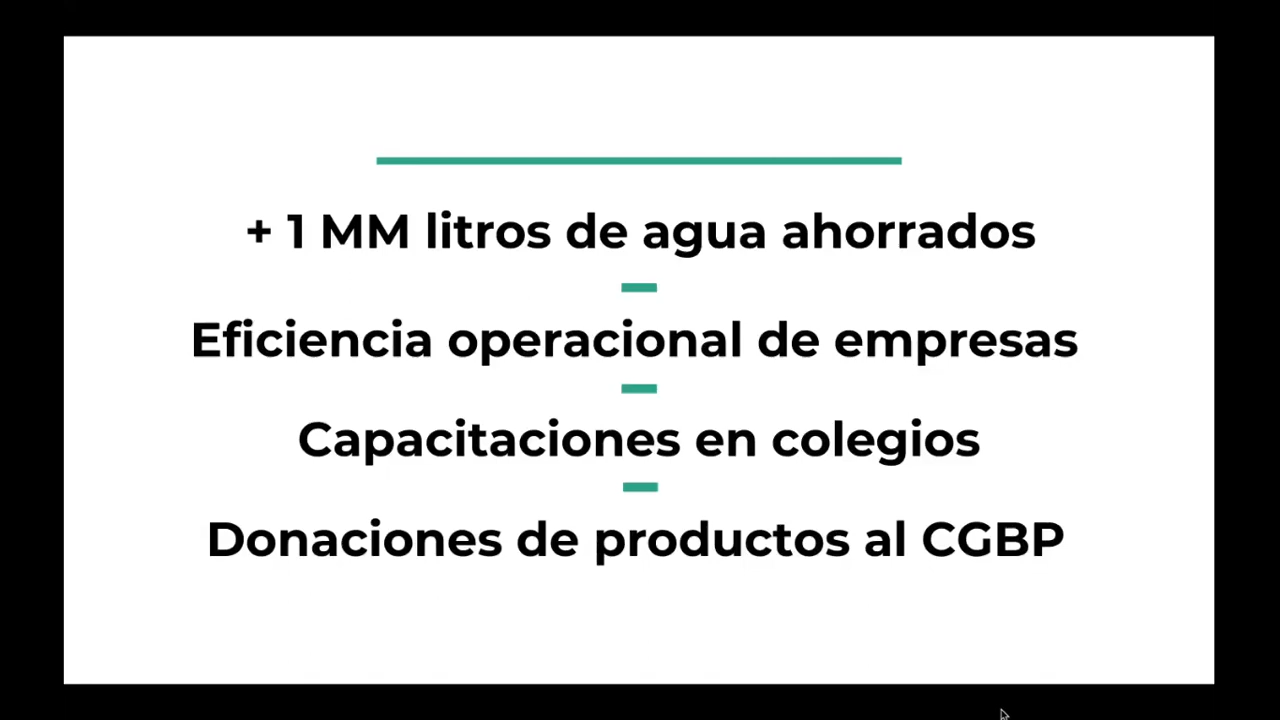 + 1 MM litros de agua ahorrados
Eficiencia operacional de empresas
Capacitaciones en colegios
Donaciones de productos al CGBP